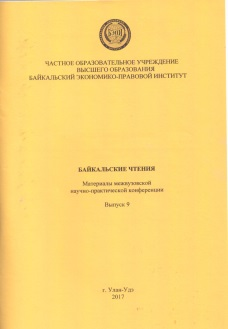 ЧАСТНОЕ ОБРАЗОВАТЕЛЬНОЕ УЧРЕЖДЕНИЕ
ВЫСШЕГО ОБРАЗОВАНИЯ
БАЙКАЛЬСКИЙ ЭКОНОМИКО-ПРАВОВОЙ ИНСТИТУТ
БАЙКАЛЬСКИЕ ЧТЕНИЯ
Материалы межвузовской
научно-практической конференции
Выпуск 9
г. Улан-Удэ
2017